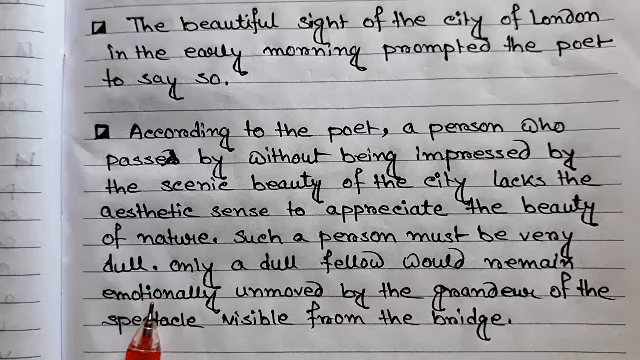 The beautiful sight of the city of London
in the early morning prompted the poet
to say so.
According to the poet, a person who
passes by without being impressed by
the scenic beauty of the city lacks the
aesthetic sense to appreciate the beauty
of nature. Such a person must be very
dull. Only a dull fellow would remain
emotionally unmoved by the grandeur of the
spectacle visible from the bridge.